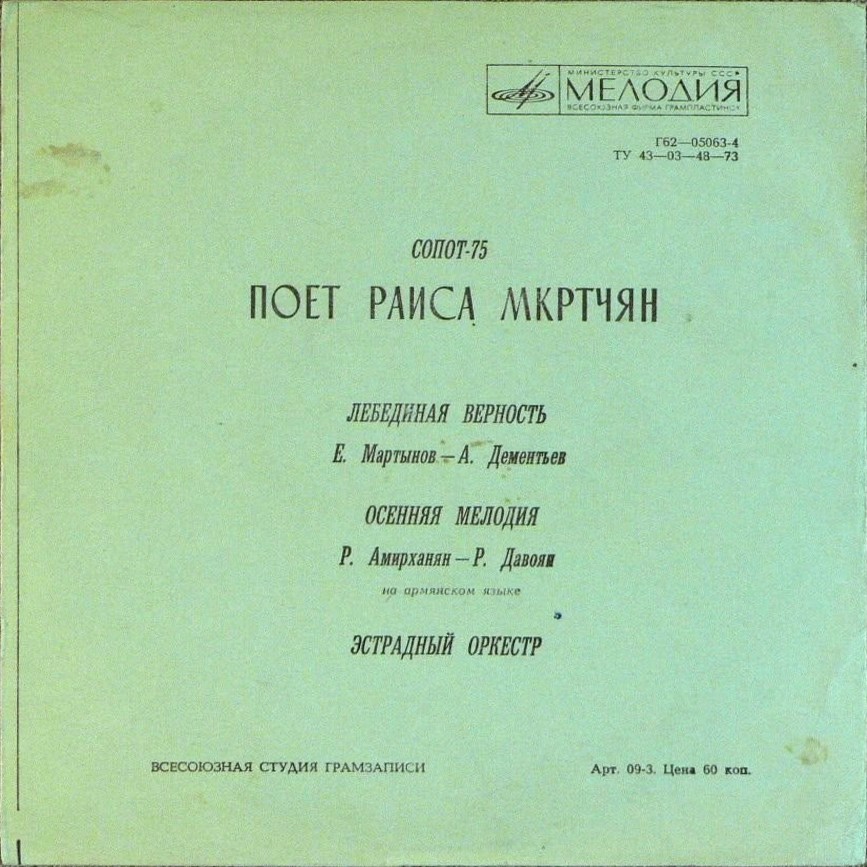 МИНИСТЕРСТВО КУЛЬТУРЫ СССР
МЕЛОДИЯ
ВСЕСОЮЗНАЯ ФИРМА ГРАМПЛАСТИНОК
Г62—05063-4
ТУ 43—03—48—73
СОПОТ-75
ПОЕТ РАИСА МКРТЧЯН
ЛЕБЕДИНАЯ ВЕРНОСТЬ
Е. Мартынов—А. Дементьев
ОСЕННЯЯ МЕЛОДИЯ
Р. Амирханян—Р. Давоян
на армянском языке
ЭСТРАДНЫЙ ОРКЕСТР
ВСЕСОЮЗНАЯ СТУДИЯ ГРАМЗАПИСИ
Арт. 09-3. Цена 60 коп.